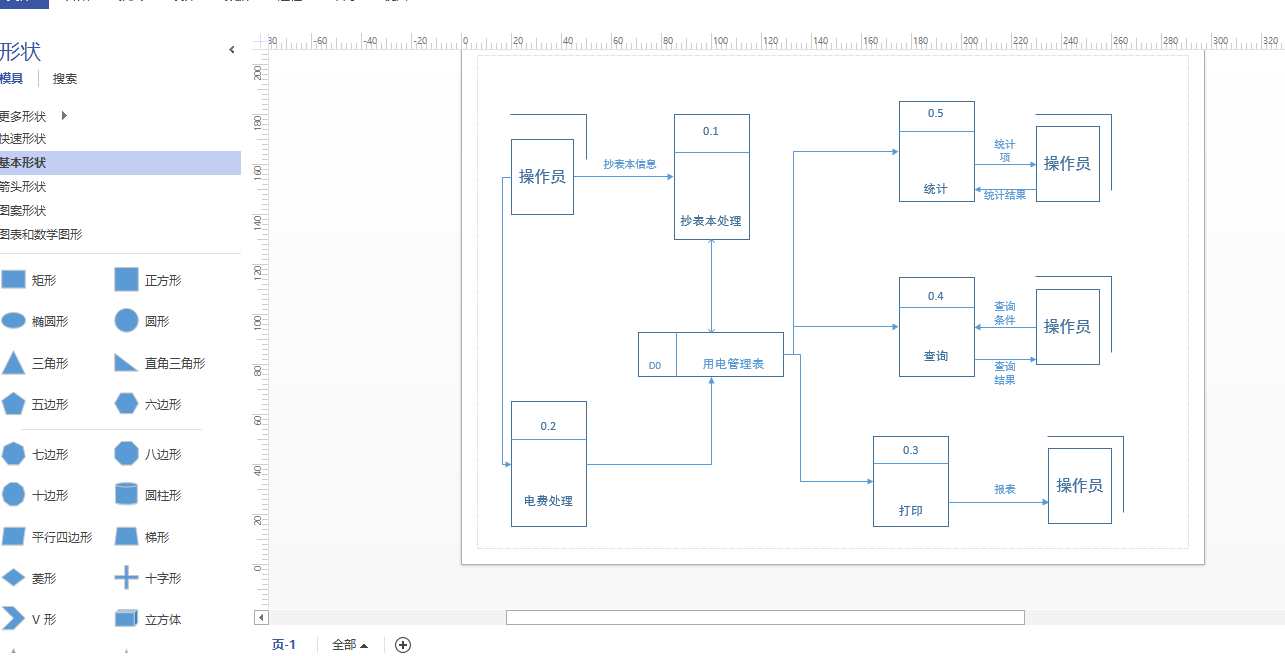 形状
模具
搜索
更多形状
快速形状
基本形状
箭头形状
图案形状
图表和数学图形
矩形
正方形
椭圆形
圆形
三角形
直角三角形
五边形
六边形
七边形
八边形
十边形
圆柱形
平行四边形
梯形
菱形
十字形
V 形
立方体
80 -60 -40 -20 0 20 40 60 80 100 120 140 160 180 200 220 240 260 280 300 320
200
180
160
140
120
100
80
60
40
20
0
操作员
抄表本信息
0.1
抄表本处理
0.5
统计
统计
项
统计结果
操作员
D0
用电管理表
0.4
查询
查询
条件
查询
结果
操作员
0.2
电费处理
0.3
打印
报表
操作员
页-1
全部